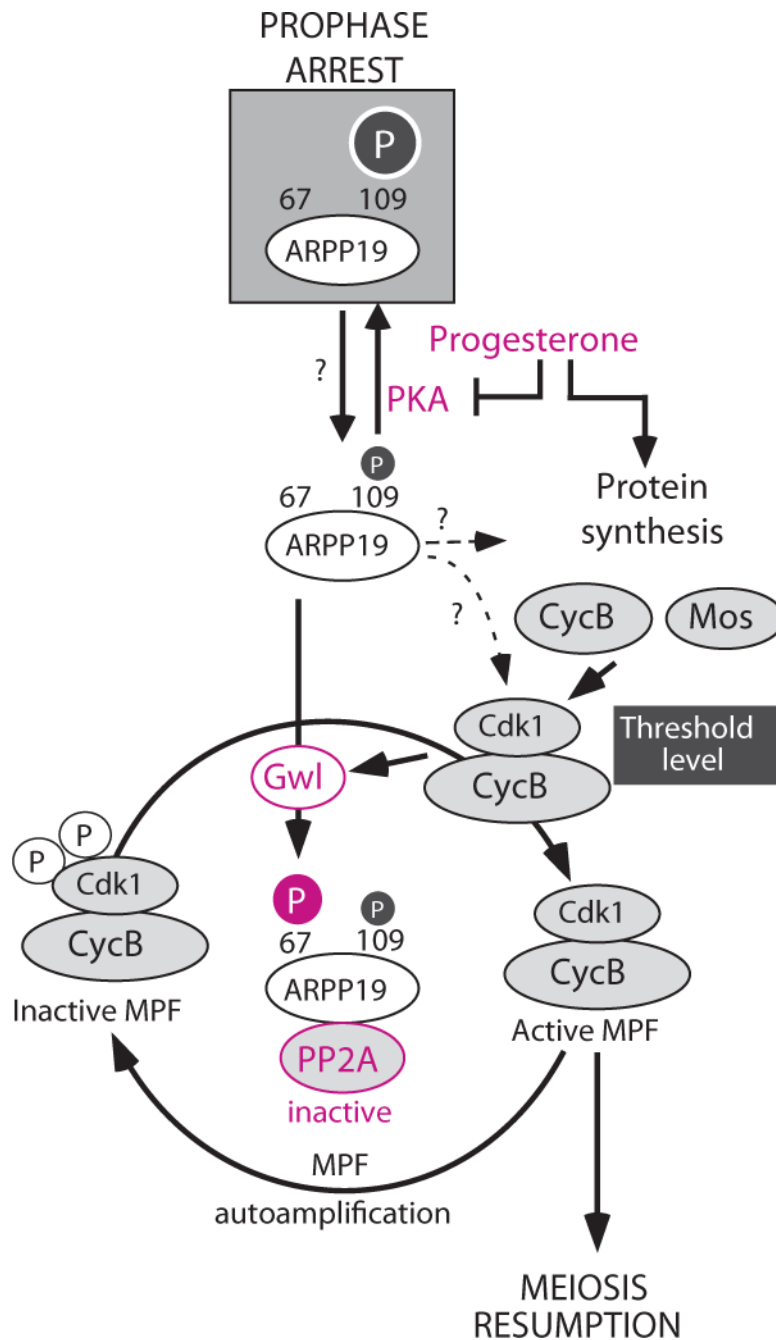 PROPHASE
ARREST
P
67 109
ARPP19
?
Progesterone
PKA
P
67 109
ARPP19
?
?
Protein
synthesis
CycB
Mos
Cdk1
CycB
Threshold
level
Gwl
P
P
Cdk1
CycB
Inactive MPF
P
P
67 109
ARPP19
PP2A
inactive
Cdk1
CycB
Active MPF
MPF
autoamplification
MEIOSIS
RESUMPTION